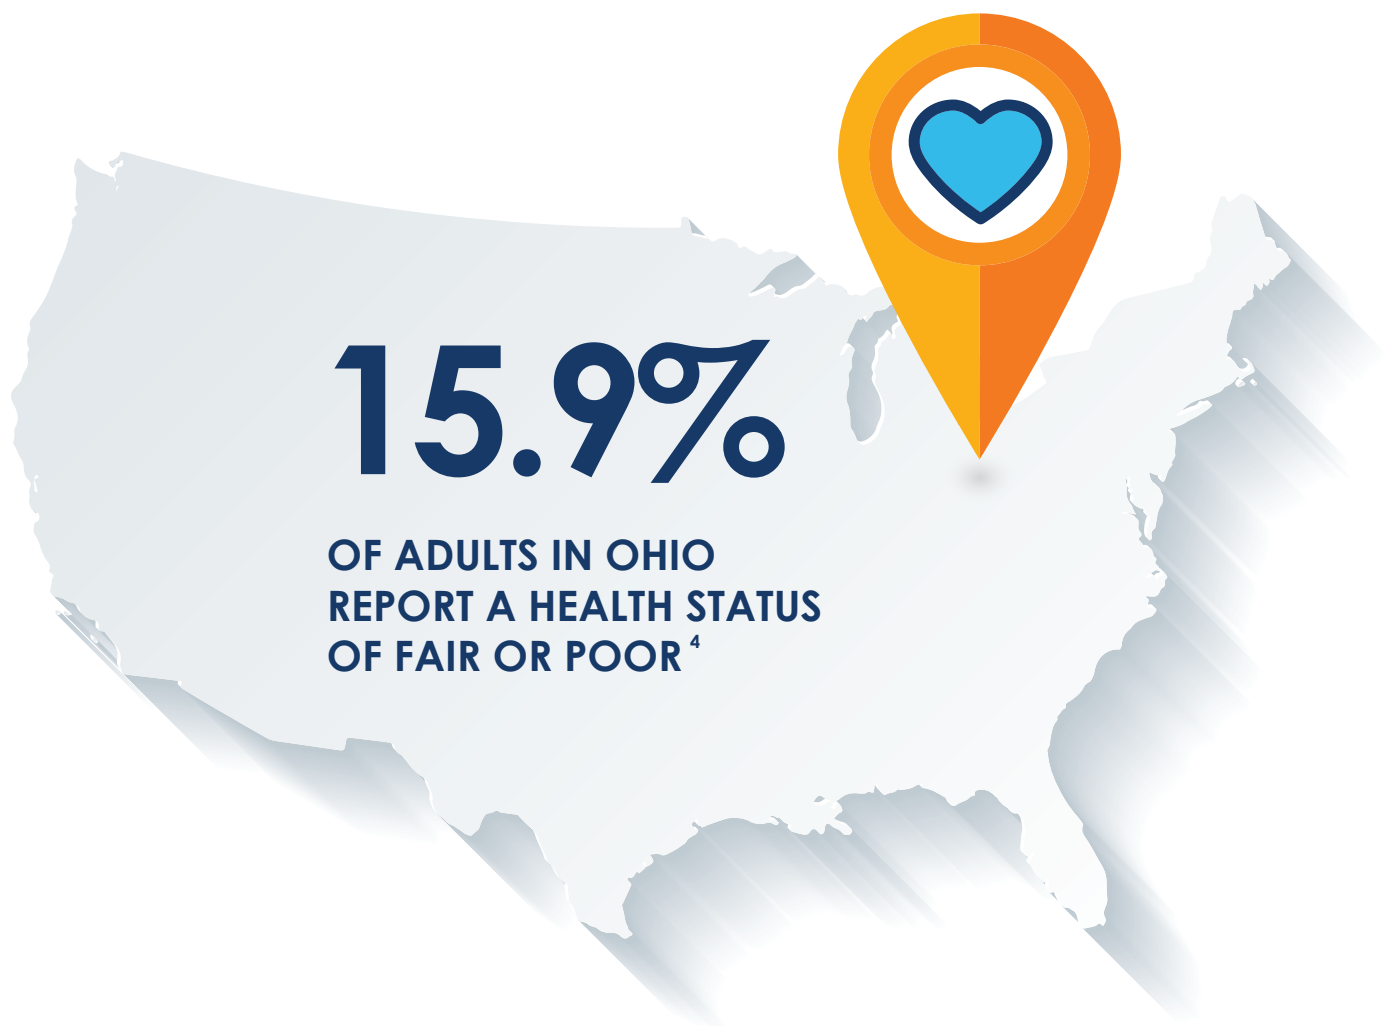 15.9%
OF ADULTS IN OHIO
REPORT A HEALTH STATUS
OF FAIR OR POOR 4